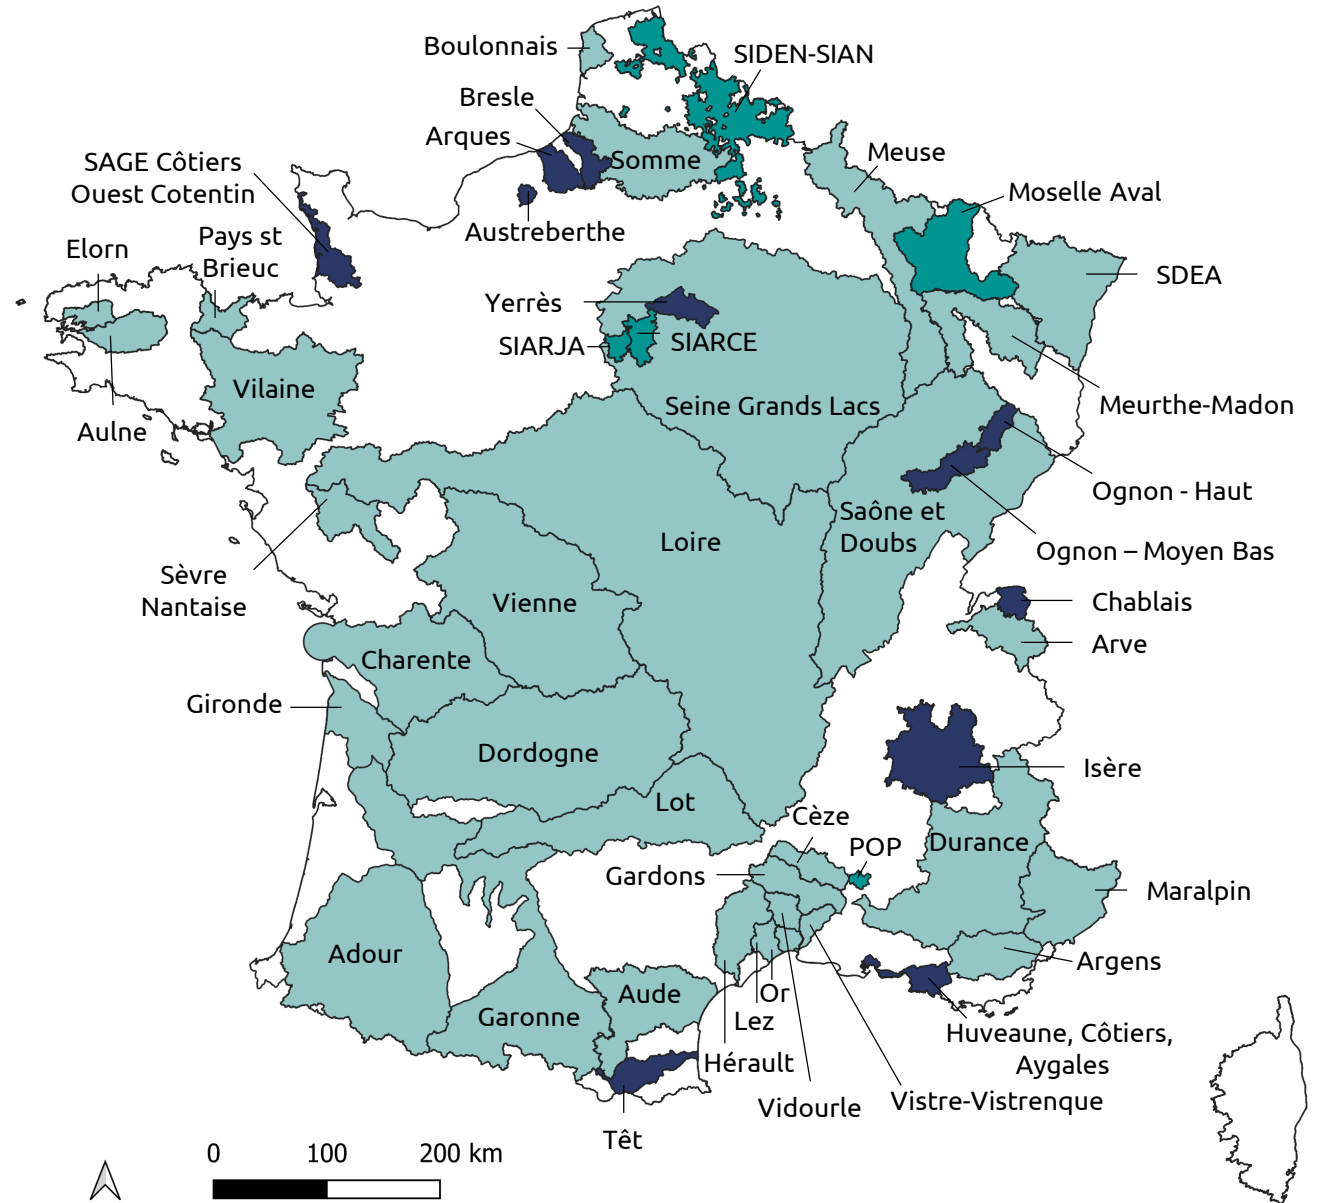 Boulonnais
SIDEN-SIAN
Bresle
Arques
Somme
Meuse
SAGE Côtiers
Ouest Cotentin
Moselle Aval
Austreberthe
Elorn
Pays st
Brieuc
SDEA
Yerrès
SIARJA
SIARCE
Vilaine
Seine Grands Lacs
Meurthe-Madon
Aulne
Ognon - Haut
Saône et
Doubs
Loire
Ognon – Moyen Bas
Sèvre
Nantaise
Vienne
Chablais
Arve
Charente
Gironde
Dordogne
Isère
Lot
Cèze
POP
Durance
Gardons
Maralpin
Adour
Argens
Aude
Or
Garonne
Lez
Huveaune, Côtiers,
Aygales
Hérault
Vidourle
Vistre-Vistrenque
Têt
0 100 200 km